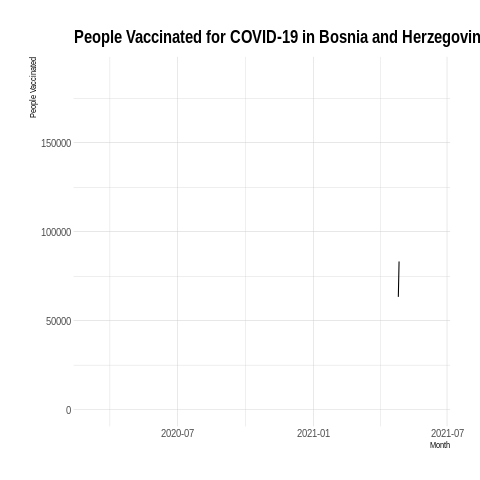 People Vaccinated for COVID-19 in Bosnia and Herzegovin
People Vaccinated
150000
100000
50000
0
2020-07
2021-01
2021-07
Month